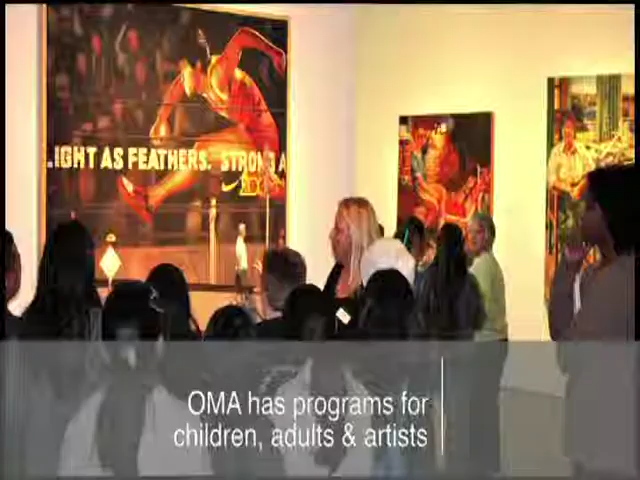 IGHT AS FEATHERS. STRONG A
OMA has programs for
children, adults & artists